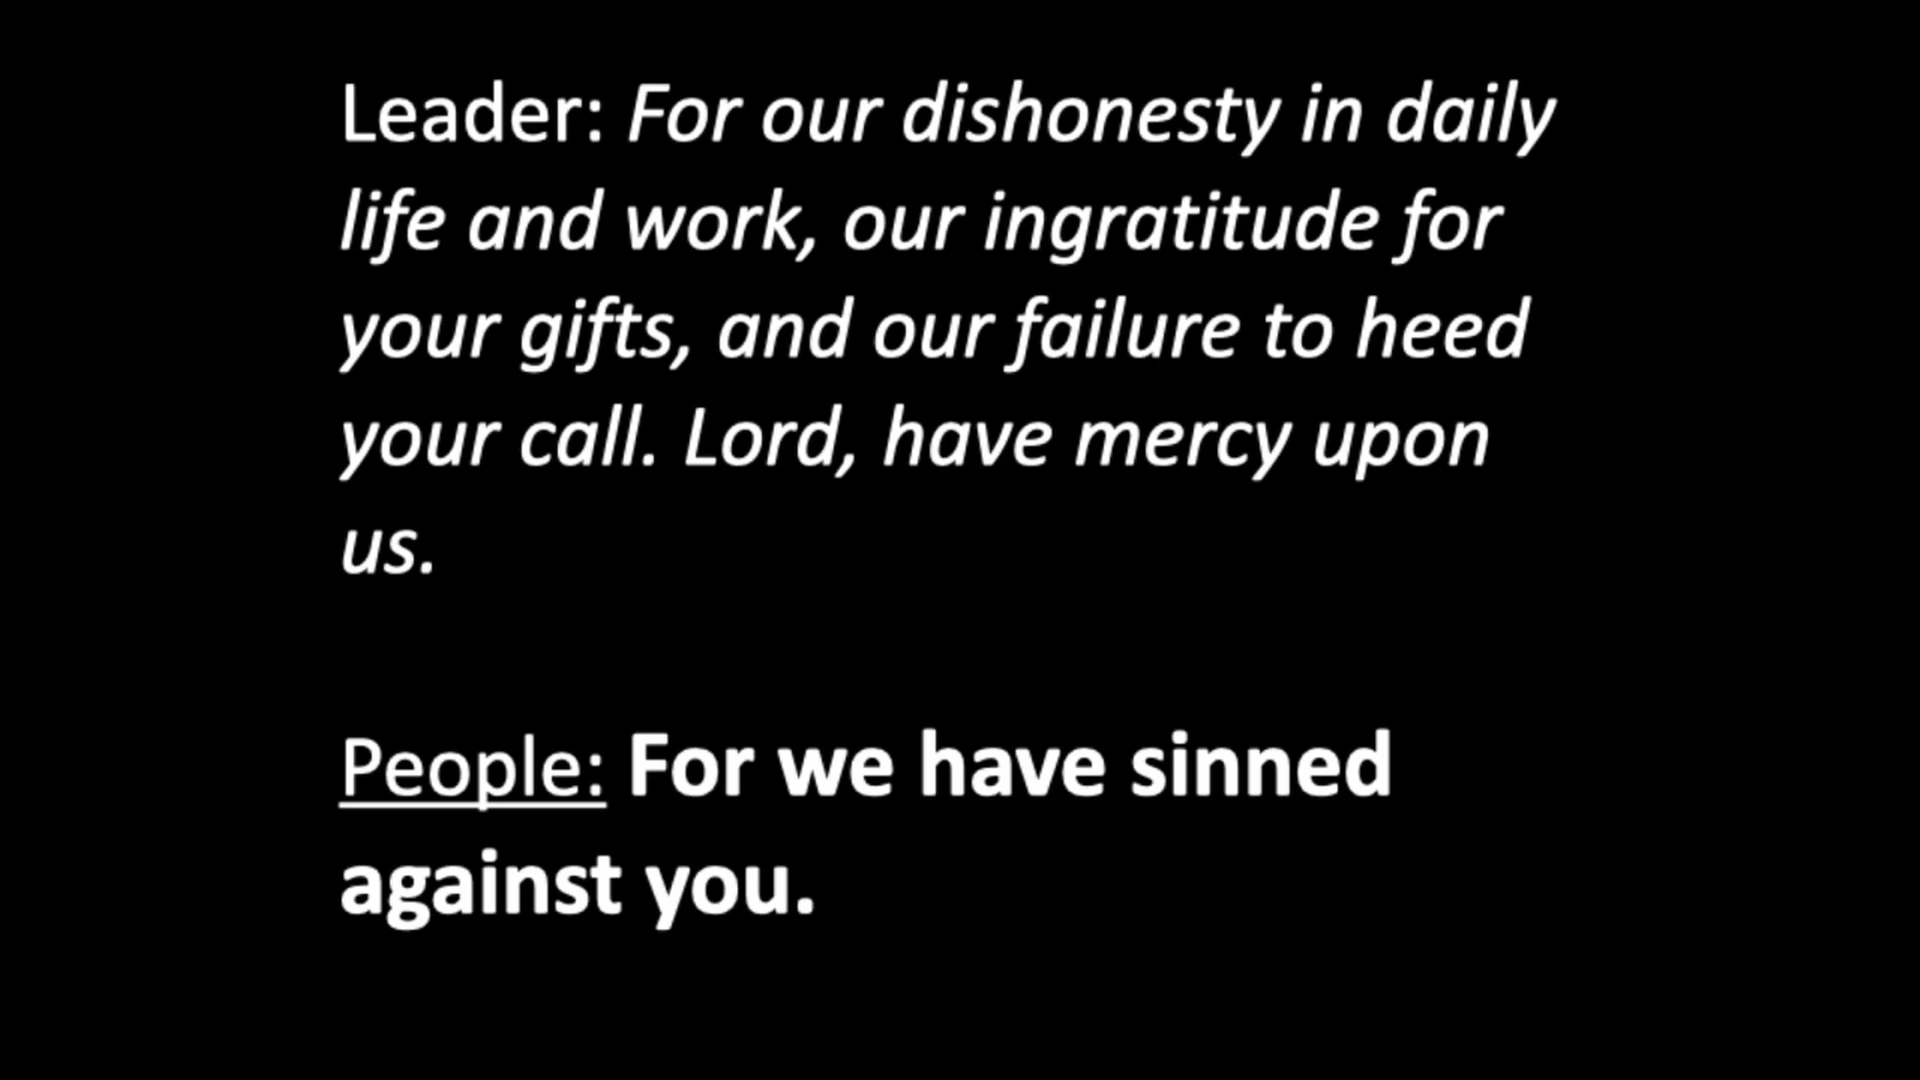 Leader: For our dishonesty in daily
life and work, our ingratitude for
your gifts, and our failure to heed
your call. Lord, have mercy upon
us.
People: For we have sinned
against you.